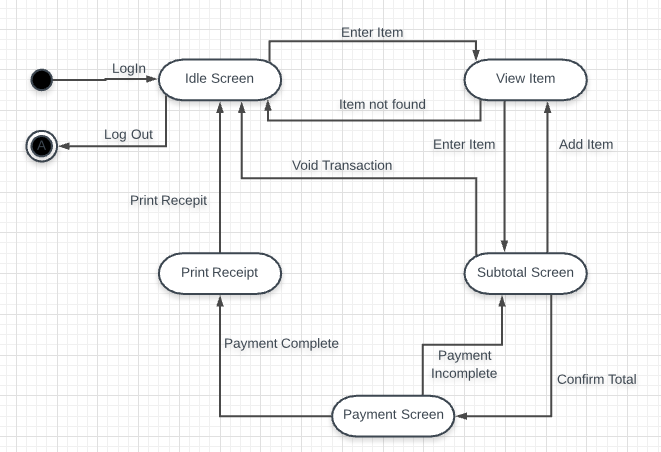 Enter Item
LogIn
Idle Screen
View Item
Item not found
Log Out
A
Enter Item
Add Item
Void Transaction
Print Recepit
Print Receipt
Subtotal Screen
Payment Complete
Payment
Incomplete
Confirm Total
Payment Screen